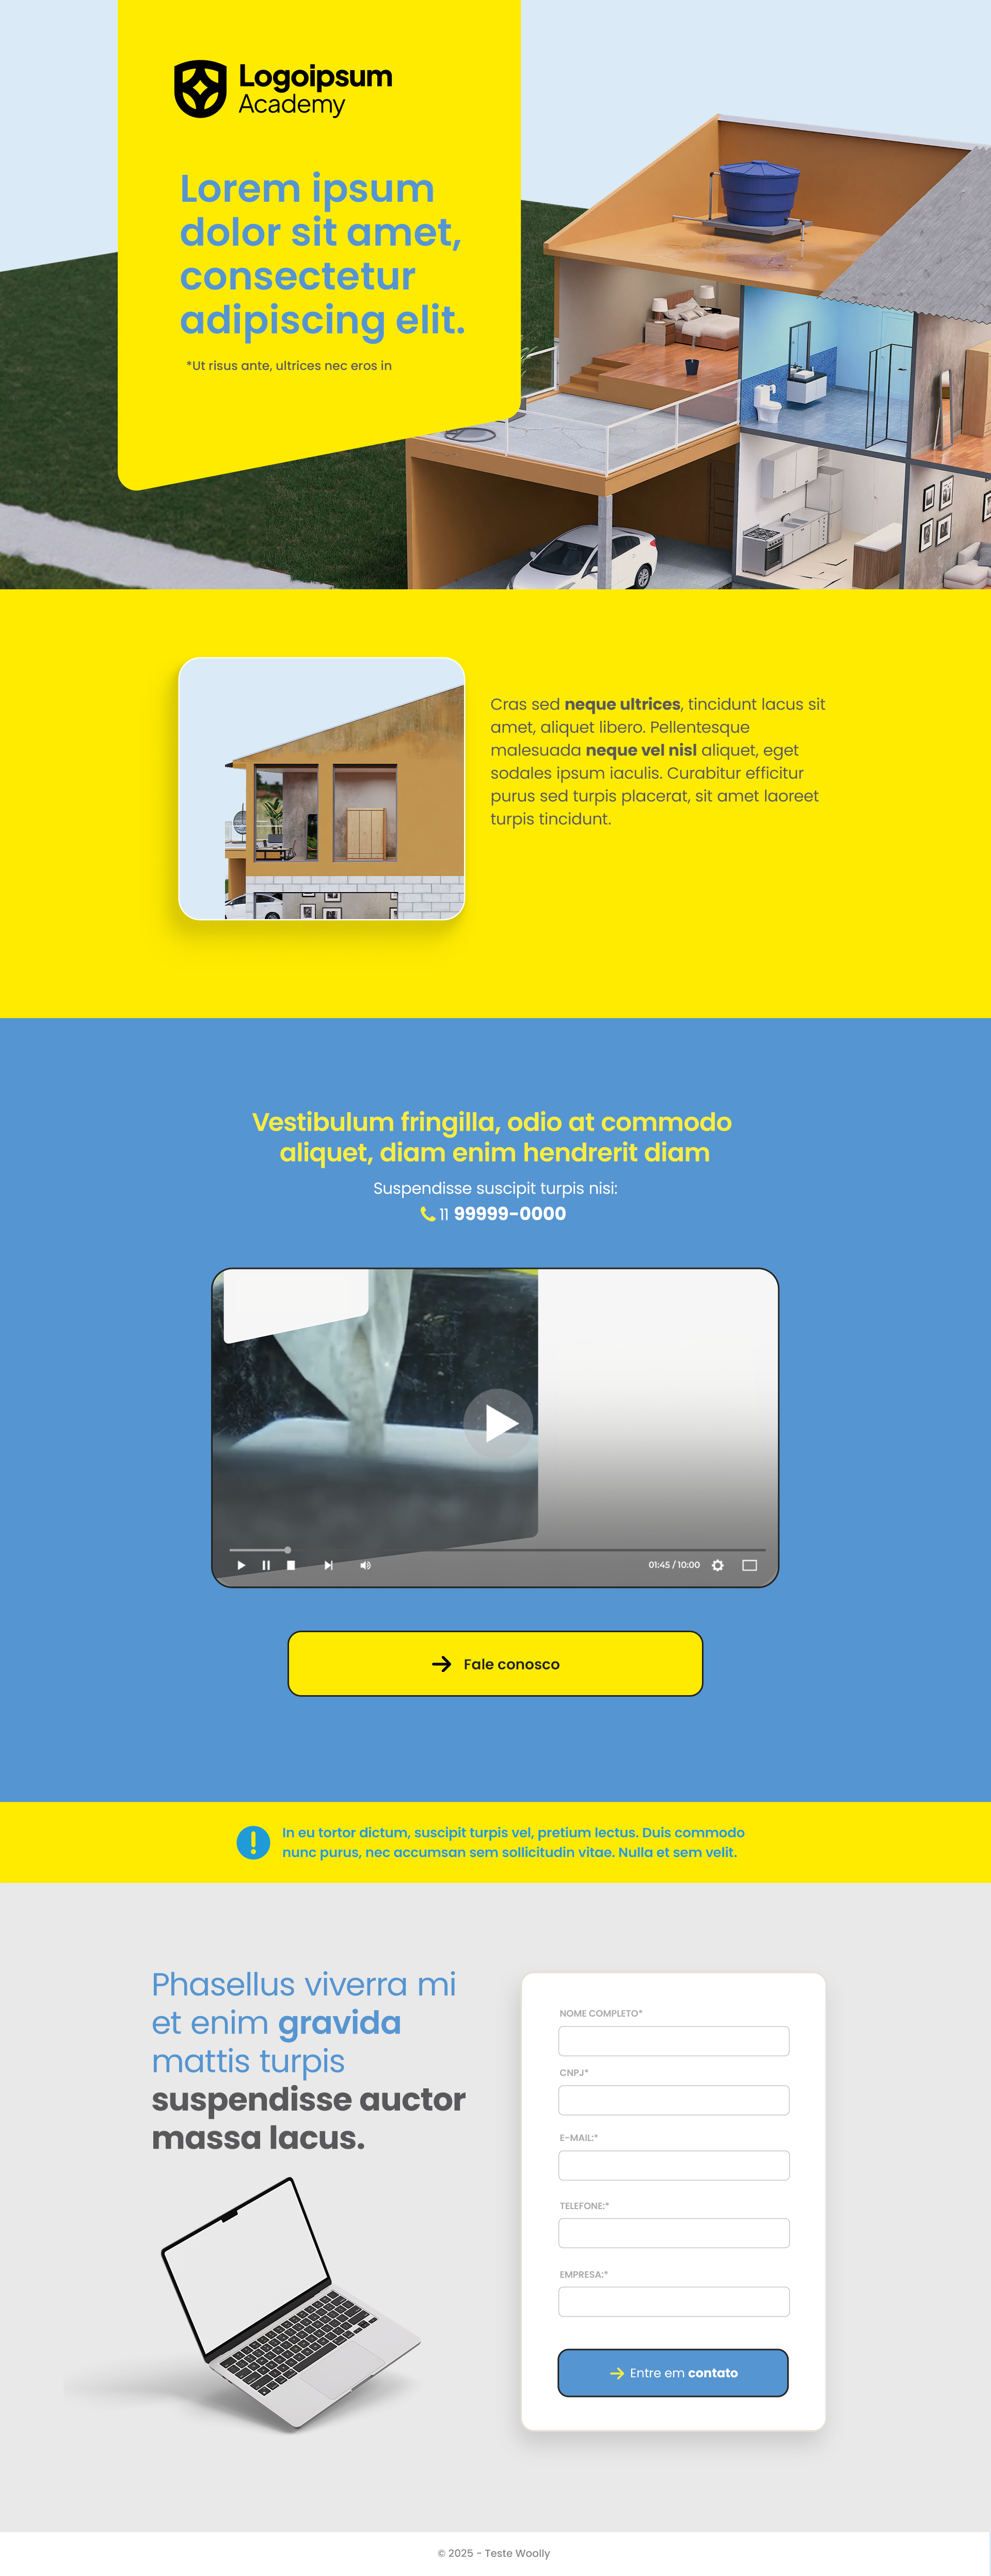 Logoipsum
Academy
Lorem ipsum
dolor sit amet,
consectetur
adipiscing elit.
*Ut risus ante, ultrices nec eros in
Cras sed neque ultrices, tincidunt lacus sit
amet, aliquet libero. Pellentesque
malesuada neque vel nisl aliquet, eget
sodales ipsum iaculis. Curabitur efficitur
purus sed turpis placerat, sit amet laoreet
turpis tincidunt.
Vestibulum fringilla, odio at commodo
aliquet, diam enim hendrerit diam
Suspendisse suscipit turpis nisi:
11 99999-0000
01:45 / 10:00
Fale conosco
In eu tortor dictum, suscipit turpis vel, pretium lectus. Duis commodo
nunc purus, nec accumsan sem sollicitudin vitae. Nulla et sem velit.
Phasellus viverra mi
et enim gravida
mattis turpis
suspendisse auctor
massa lacus.
NOME COMPLETO*
CNPJ*
E-MAIL:*
TELEFONE:*
EMPRESA:*
Entre em contato
© 2025 - Teste Woolly